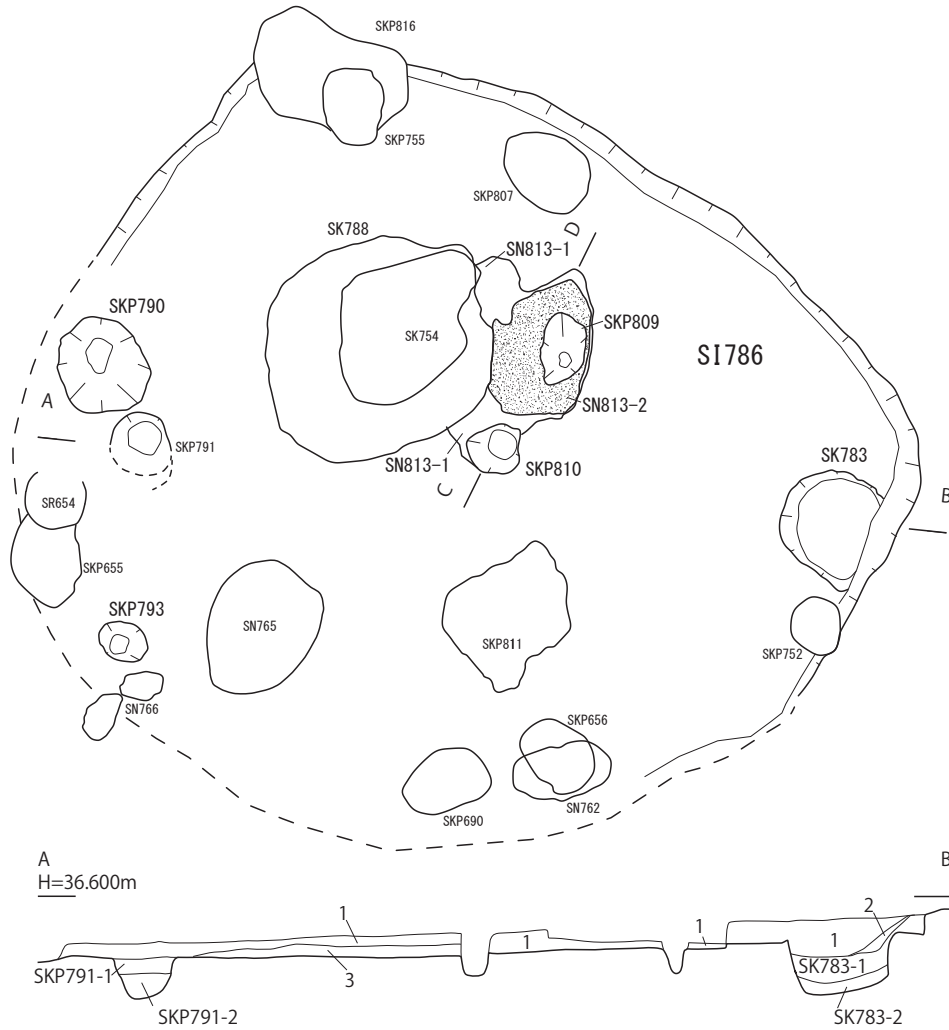 SKP816
SKP755
SKP807
D
SK788
SN813-1
SKP790
SKP809
SK754
SI786
A
SN813-2
SKP791
SN813-1
SKP810
SK783
C
SR654
B
SKP655
SKP793
SN765
SKP811
SKP752
SN766
SKP656
SKP690
SN762
A
B
H=36.600m
1
2
1
1
1
SKP791-1
3
SK783-1
SKP791-2
SK783-2